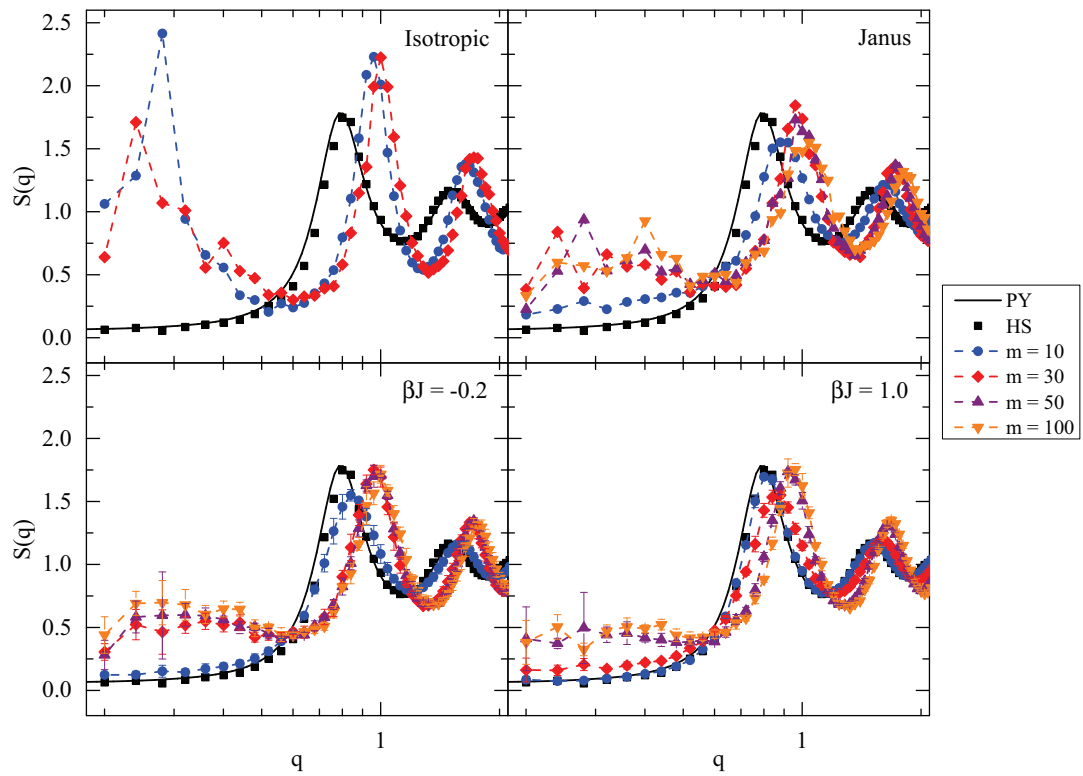 Isotropic
Janus
2.5
2.0
1.5
1.0
0.5
0.0
S(q)
PY
HS
m = 10
m = 30
m = 50
m = 100
βJ = -0.2
βJ = 1.0
2.5
2.0
1.5
1.0
0.5
0.0
S(q)
1
1
q
q